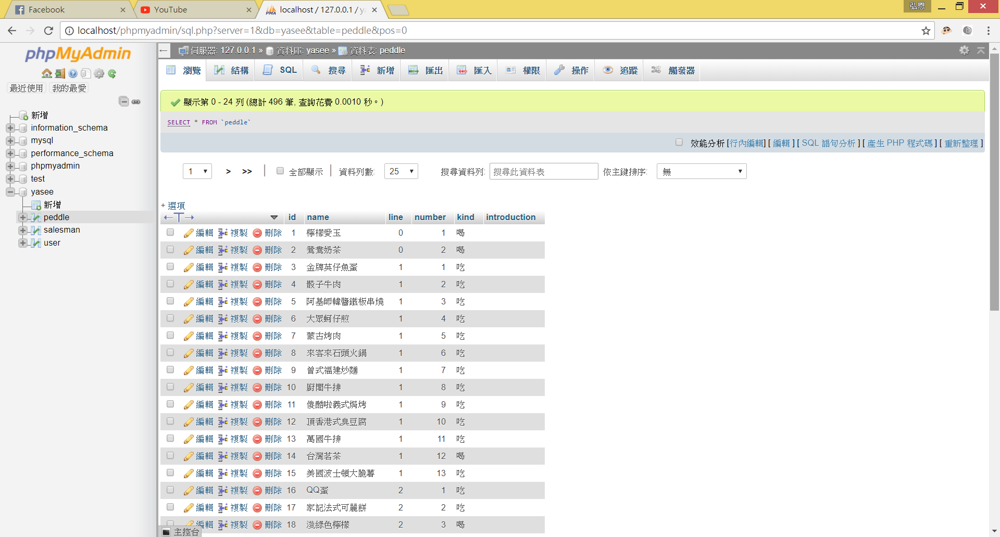 Facebook
YouTube
localhost / 127.0.0.1 / ya
弘恩
localhost/phpmyadmin/sql.php?server=1&db=yasee&table=peddle&pos=0
phpMyAdmin
最近使用 我的最愛
新增
information_schema
mysql
performance_schema
phpmyadmin
test
yasee
新增
peddle
salesman
user
伺服器: 127.0.0.1 » 資料庫: yasee » 資料表: peddle
瀏覽 結構 SQL 搜尋 新增 匯出 匯入 權限 操作 追蹤 觸發器
顯示第 0 - 24 列 (總計 496 筆, 查詢花費 0.0010 秒。)
SELECT * FROM `peddle`
效能分析 [行內編輯] [ 編輯 ] [ SQL 語句分析 ] [ 產生 PHP 程式碼 ] [ 重新整理 ]
1 > >> | 全部顯示 | 資料列數: 25 搜尋資料列: 搜尋此資料表 依主鍵排序: 無
+ 選項
←T→ id name line number kind introduction
編輯 複製 刪除 1 檸檬愛玉 0 1 喝
編輯 複製 刪除 2 鴛鴦奶茶 0 2 喝
編輯 複製 刪除 3 金牌英仔魚蛋 1 1 吃
編輯 複製 刪除 4 骰子牛肉 1 2 吃
編輯 複製 刪除 5 阿基師韓醬鐵板串燒 1 3 吃
編輯 複製 刪除 6 大眾蚵仔煎 1 4 吃
編輯 複製 刪除 7 蒙古烤肉 1 5 吃
編輯 複製 刪除 8 來客來石頭火鍋 1 6 吃
編輯 複製 刪除 9 曾式福建炒麵 1 7 吃
編輯 複製 刪除 10 廚閣牛排 1 8 吃
編輯 複製 刪除 11 傻酷啦義式焗烤 1 9 吃
編輯 複製 刪除 12 頂香港式臭豆腐 1 10 吃
編輯 複製 刪除 13 萬國牛排 1 11 吃
編輯 複製 刪除 14 台灣茗茶 1 12 喝
編輯 複製 刪除 15 美國波士頓大脆薯 1 13 吃
編輯 複製 刪除 16 QQ蛋 2 1 吃
編輯 複製 刪除 17 家記法式可麗餅 2 2 吃
編輯 複製 刪除 18 淺綠色檸檬 2 3 喝
主控台